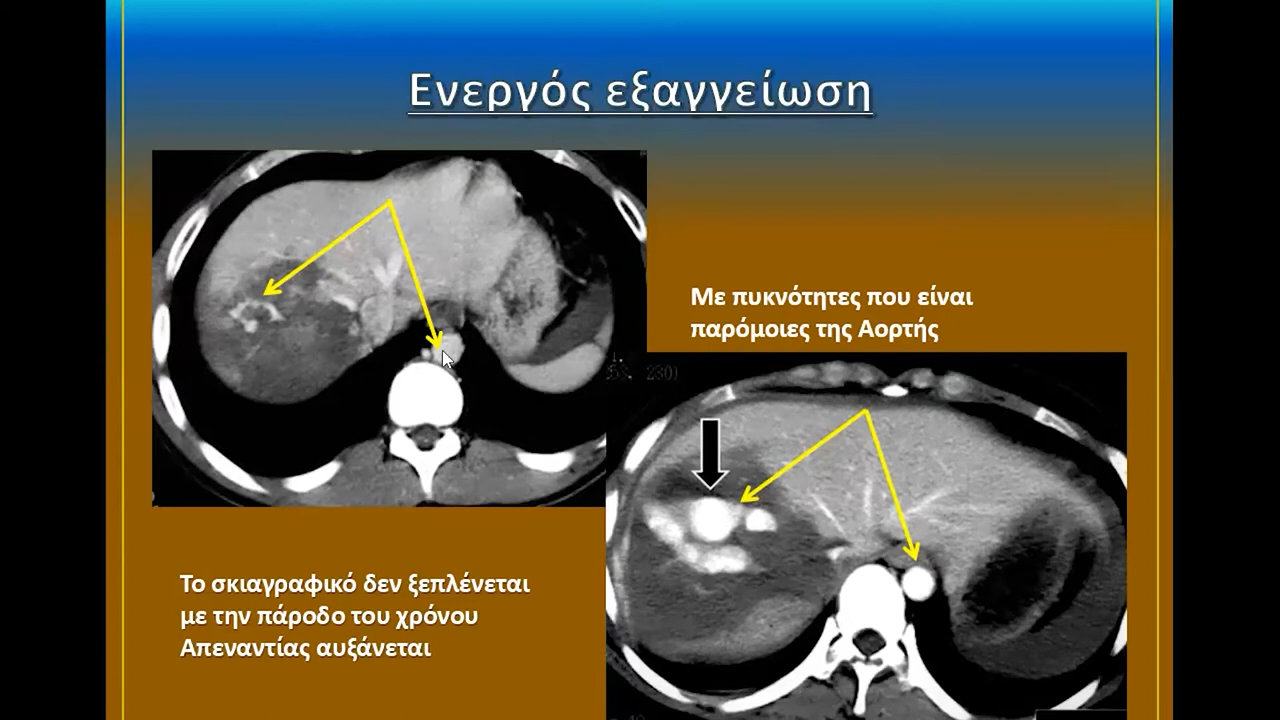 Ενεργός εξαγγείωση
Με πυκνότητες που είναι
παρόμοιες της Αορτής
Το σκιαγραφικό δεν ξεπλένεται
με την πάροδο του χρόνου
Απεναντίας αυξάνεται